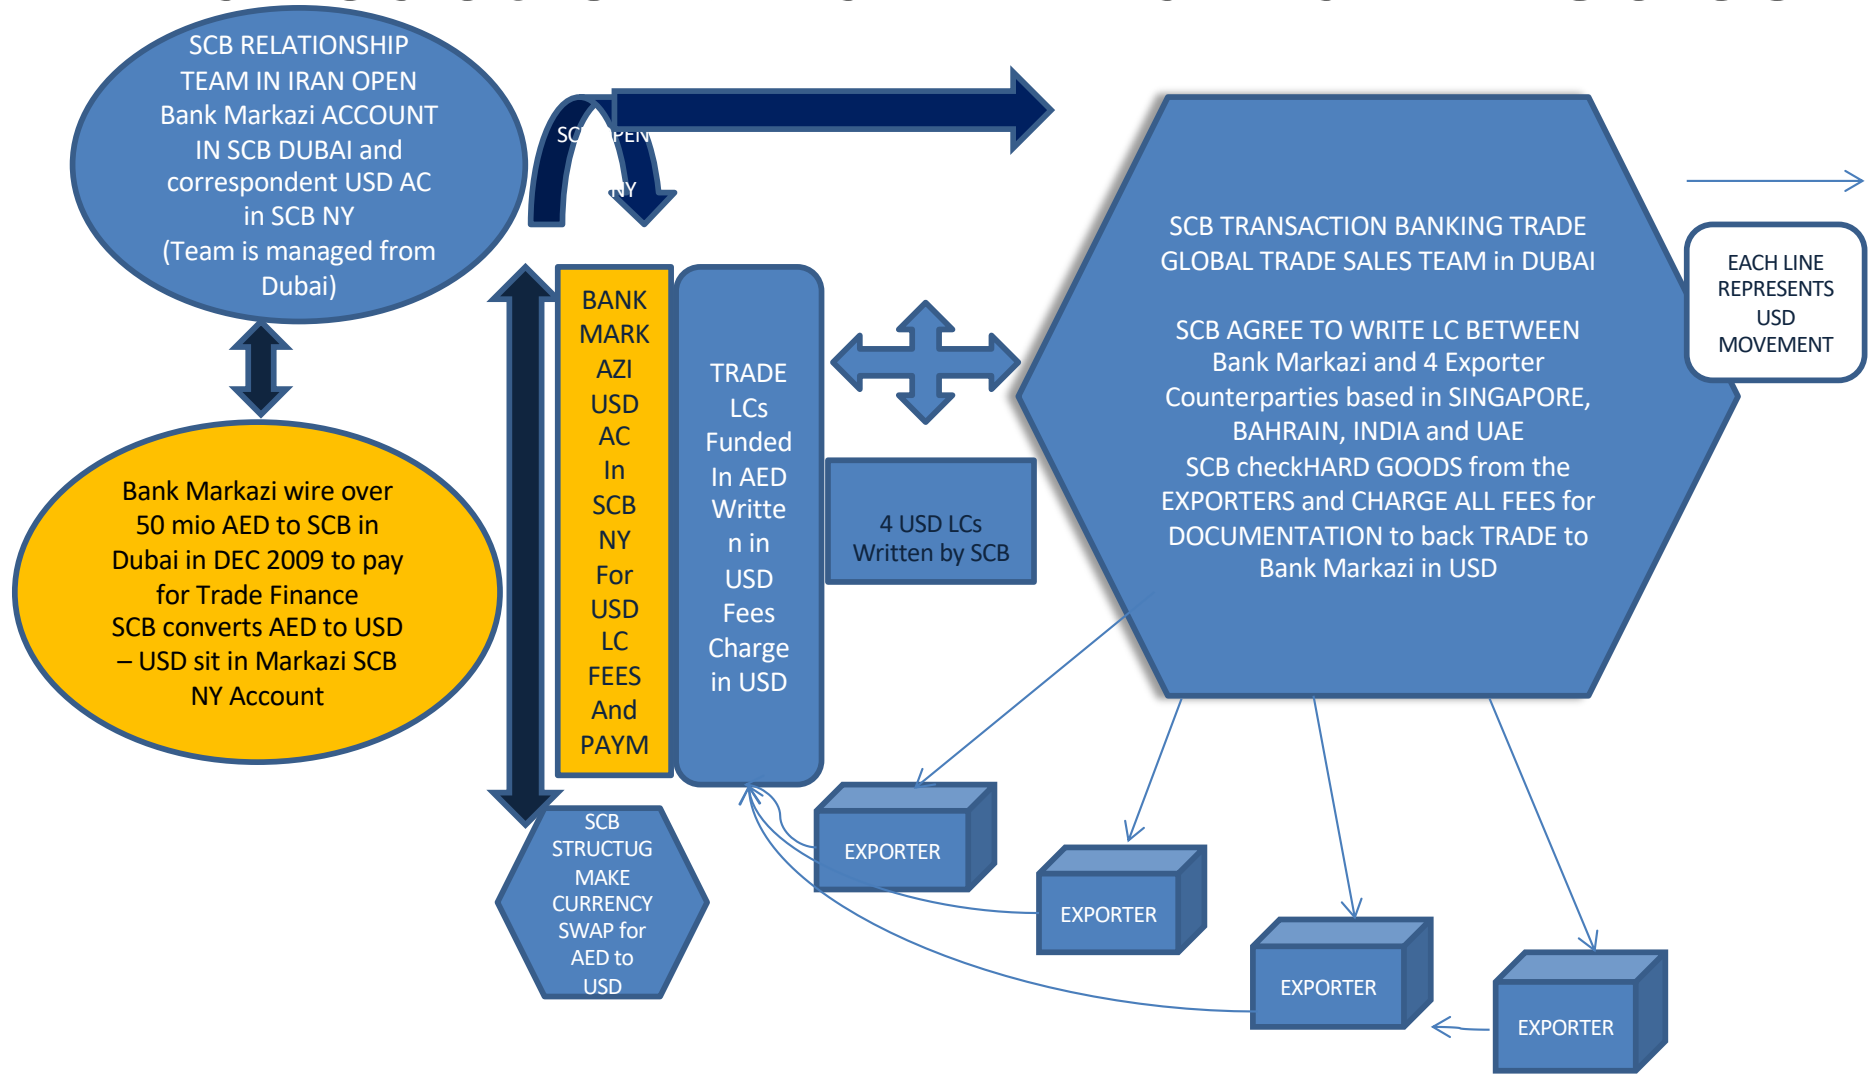 SCB RELATIONSHIP
TEAM IN IRAN OPEN
Bank Markazi ACCOUNT
IN SCB DUBAI and
correspondent USD AC
in SCB NY
(Team is managed from
Dubai)
PEN
NY
SCB TRANSACTION BANKING TRADE
GLOBAL TRADE SALES TEAM in DUBAI
SCB AGREE TO WRITE LC BETWEEN
Bank Markazi and 4 Exporter
Counterparties based in SINGAPORE,
BAHRAIN, INDIA and UAE
SCB checkHARD GOODS from the
EXPORTERS and CHARGE ALL FEES for
DOCUMENTATION to back TRADE to
Bank Markazi in USD
EACH LINE
REPRESENTS
USD
MOVEMENT
Bank Markazi wire over
50 mio AED to SCB in
Dubai in DEC 2009 to pay
for Trade Finance
SCB converts AED to USD
– USD sit in Markazi SCB
NY Account
BANK
MARK
AZI
USD
AC
In
SCB
NY
For
USD
LC
FEES
And
PAYM
TRADE
LCs
Funded
In AED
Writte
n in
USD
Fees
Charge
in USD
4 USD LCs
Written by SCB
SCB
STRUCTUG
MAKE
CURRENCY
SWAP for
AED to
USD
EXPORTER
EXPORTER
EXPORTER
EXPORTER